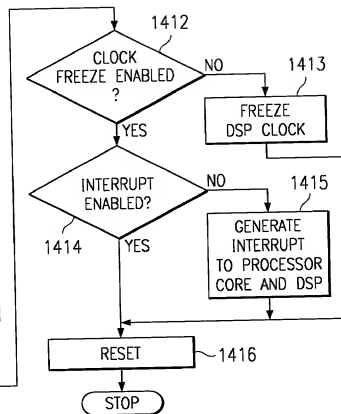 1412
CLOCK
FREEZE ENABLED
?
NO
1413
FREEZE
DSP CLOCK
YES
INTERRUPT
ENABLED?
NO
1415
1414
YES
GENERATE
INTERRUPT
TO PROCESSOR
CORE AND DSP
RESET
1416
STOP